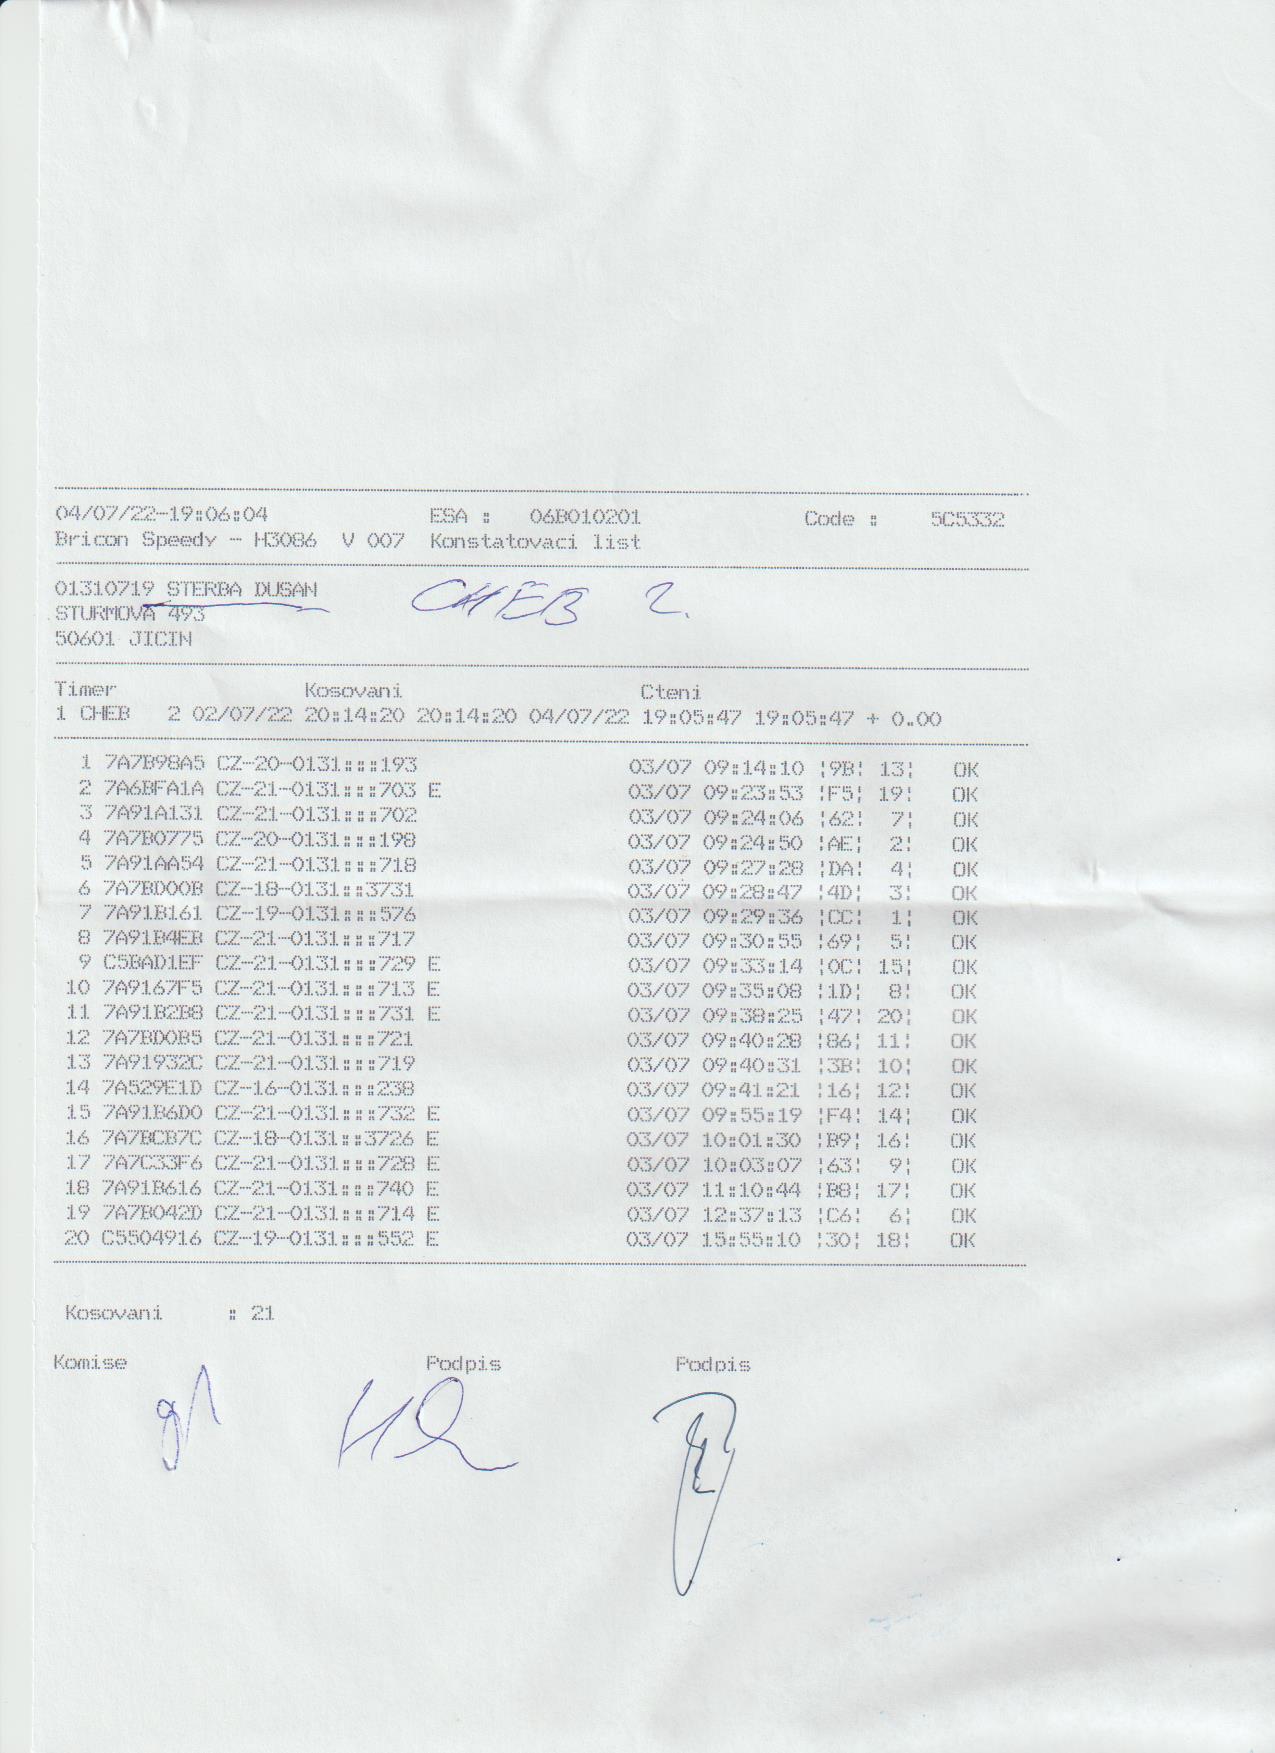 04/07/22-19:06:04 ESA : 06B010201 Code : 5C5332
Bricon Speedy - H3086 V 007 Konstatovaci list
01310719 STERBA DUSAN CHEB 2.
STURMOVA 493
50601 JICIN
Timer Kosovani Cteni
1 CHEB 2 02/07/22 20:14:20 20:14:20 04/07/22 19:05:47 19:05:47 + 0.00
1 7A7B98A5 CZ-20-0131:::193 03/07 09:14:10 ¦9B¦ 13¦ OK
2 7A6BFA1A CZ-21-0131:::703 E 03/07 09:23:53 ¦F5¦ 19¦ OK
3 7A91A131 CZ-21-0131:::702 03/07 09:24:06 ¦62¦ 7¦ OK
4 7A7B0775 CZ-20-0131:::198 03/07 09:24:50 ¦AE¦ 2¦ OK
5 7A91AA54 CZ-21-0131:::718 03/07 09:27:28 ¦DA¦ 4¦ OK
6 7A7BD00B CZ-18-0131::3731 03/07 09:28:47 ¦4D¦ 3¦ OK
7 7A91B161 CZ-19-0131:::576 03/07 09:29:36 ¦CC¦ 1¦ OK
8 7A91B4EB CZ-21-0131:::717 03/07 09:30:55 ¦69¦ 5¦ OK
9 C5BAD1EF CZ-21-0131:::729 E 03/07 09:33:14 ¦0C¦ 15¦ OK
10 7A9167F5 CZ-21-0131:::713 E 03/07 09:35:08 ¦1D¦ 8¦ OK
11 7A91B2B8 CZ-21-0131:::731 E 03/07 09:38:25 ¦47¦ 20¦ OK
12 7A7BD0B5 CZ-21-0131:::721 03/07 09:40:28 ¦86¦ 11¦ OK
13 7A91932C CZ-21-0131:::719 03/07 09:40:31 ¦3B¦ 10¦ OK
14 7A529E1D CZ-16-0131:::238 03/07 09:41:21 ¦16¦ 12¦ OK
15 7A91B6D0 CZ-21-0131:::732 E 03/07 09:55:19 ¦F4¦ 14¦ OK
16 7A7BCB7C CZ-18-0131::3726 E 03/07 10:01:30 ¦B9¦ 16¦ OK
17 7A7C33F6 CZ-21-0131:::728 E 03/07 10:03:07 ¦63¦ 9¦ OK
18 7A91B616 CZ-21-0131:::740 E 03/07 11:10:44 ¦B8¦ 17¦ OK
19 7A7B042D CZ-21-0131:::714 E 03/07 12:37:13 ¦C6¦ 6¦ OK
20 C5504916 CZ-19-0131:::552 E 03/07 15:55:10 ¦30¦ 18¦ OK
Kosovani : 21
Komise Podpis Podpis